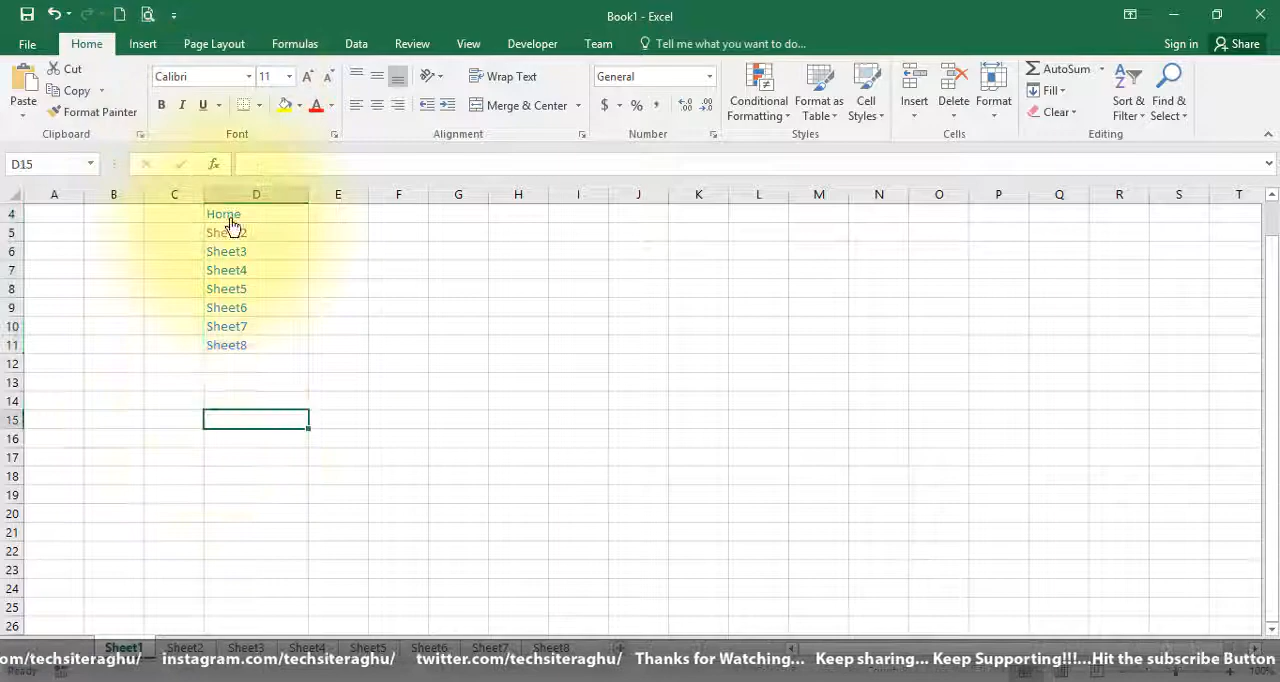 Book1 - Excel
Sign in
Share
File
Home
Insert
Page Layout
Formulas
Data
Review
View
Developer
Team
Tell me what you want to do...
Paste
Cut
Copy
Format Painter
Clipboard
Calibri
11
A A
B I U A
Font
Wrap Text
Merge & Center
Alignment
General
$ % ,
Number
Conditional
Formatting
Format as
Table
Cell
Styles
Styles
Insert
Delete
Format
Cells
AutoSum
Fill
Clear
Sort &
Filter
Find &
Select
Editing
D15
fx
A B C D E F G H I J K L M N O P Q R S T
4 Home
5 Sheet2
6 Sheet3
7 Sheet4
8 Sheet5
9 Sheet6
10 Sheet7
11 Sheet8
12
13
14
15
16
17
18
19
20
21
22
23
24
25
26
Sheet1 Sheet2 Sheet3 Sheet4 Sheet5 Sheet6 Sheet7 Sheet8
om/techsiteraghu/ instagram.com/techsiteraghu/ twitter.com/techsiteraghu/ Thanks for Watching... Keep sharing... Keep Supporting!!!...Hit the subscribe Button
Ready
100%